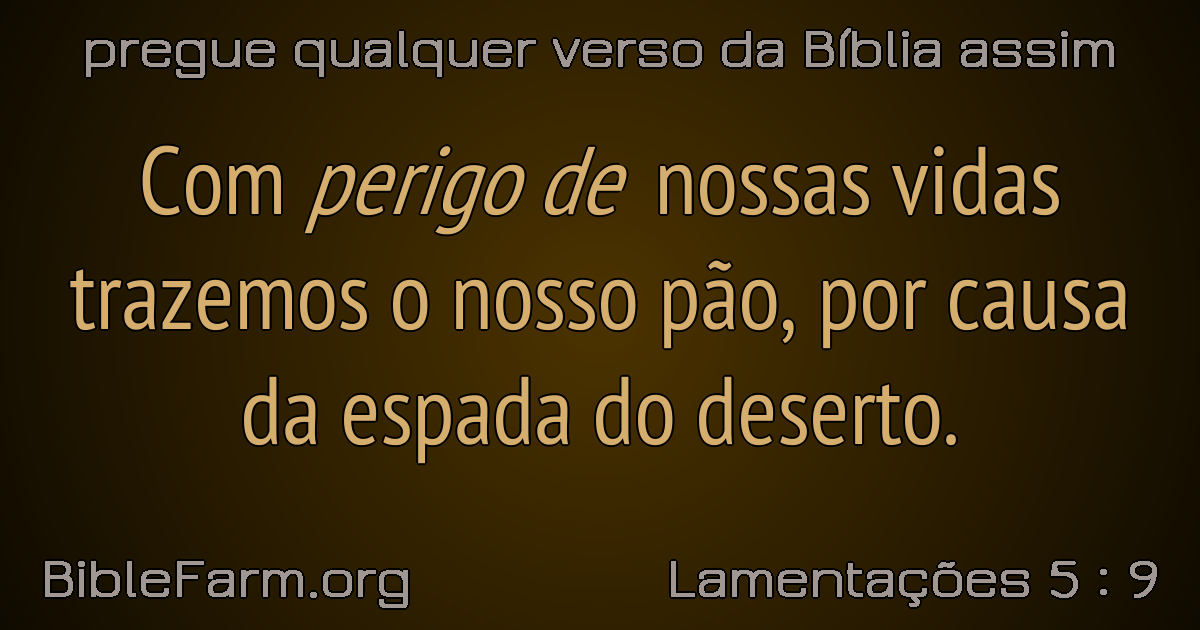 pregue qualquer verso da Bíblia assim
Com perigo de nossas vidas
trazemos o nosso pão, por causa
da espada do deserto.
BibleFarm.org
Lamentações 5 : 9